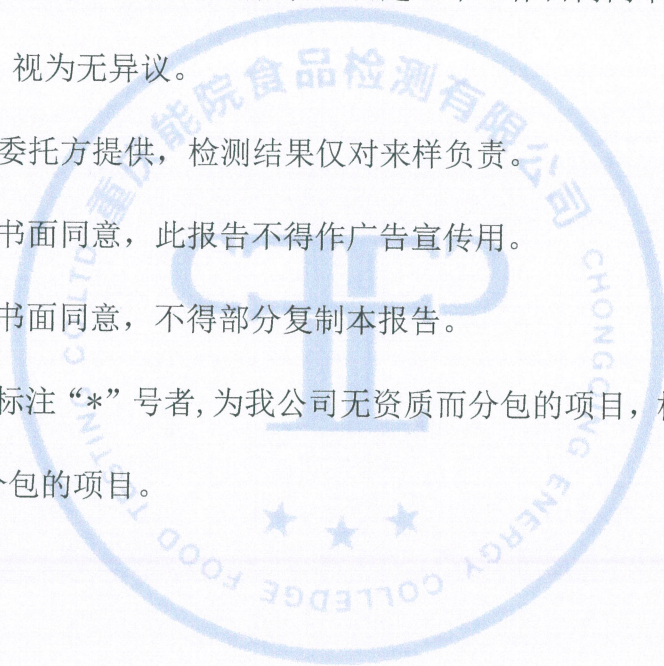 视为无异议。
委托方提供，检测结果仅对来样负责。
书面同意，此报告不得作广告宣传用。
书面同意，不得部分复制本报告。
标注“*”号者,为我公司无资质而分包的项目，
包的项目。
重庆能院食品检测有限公司
CHONGQING ENERGY COLLEDGE FOOD TESTING CO LTD